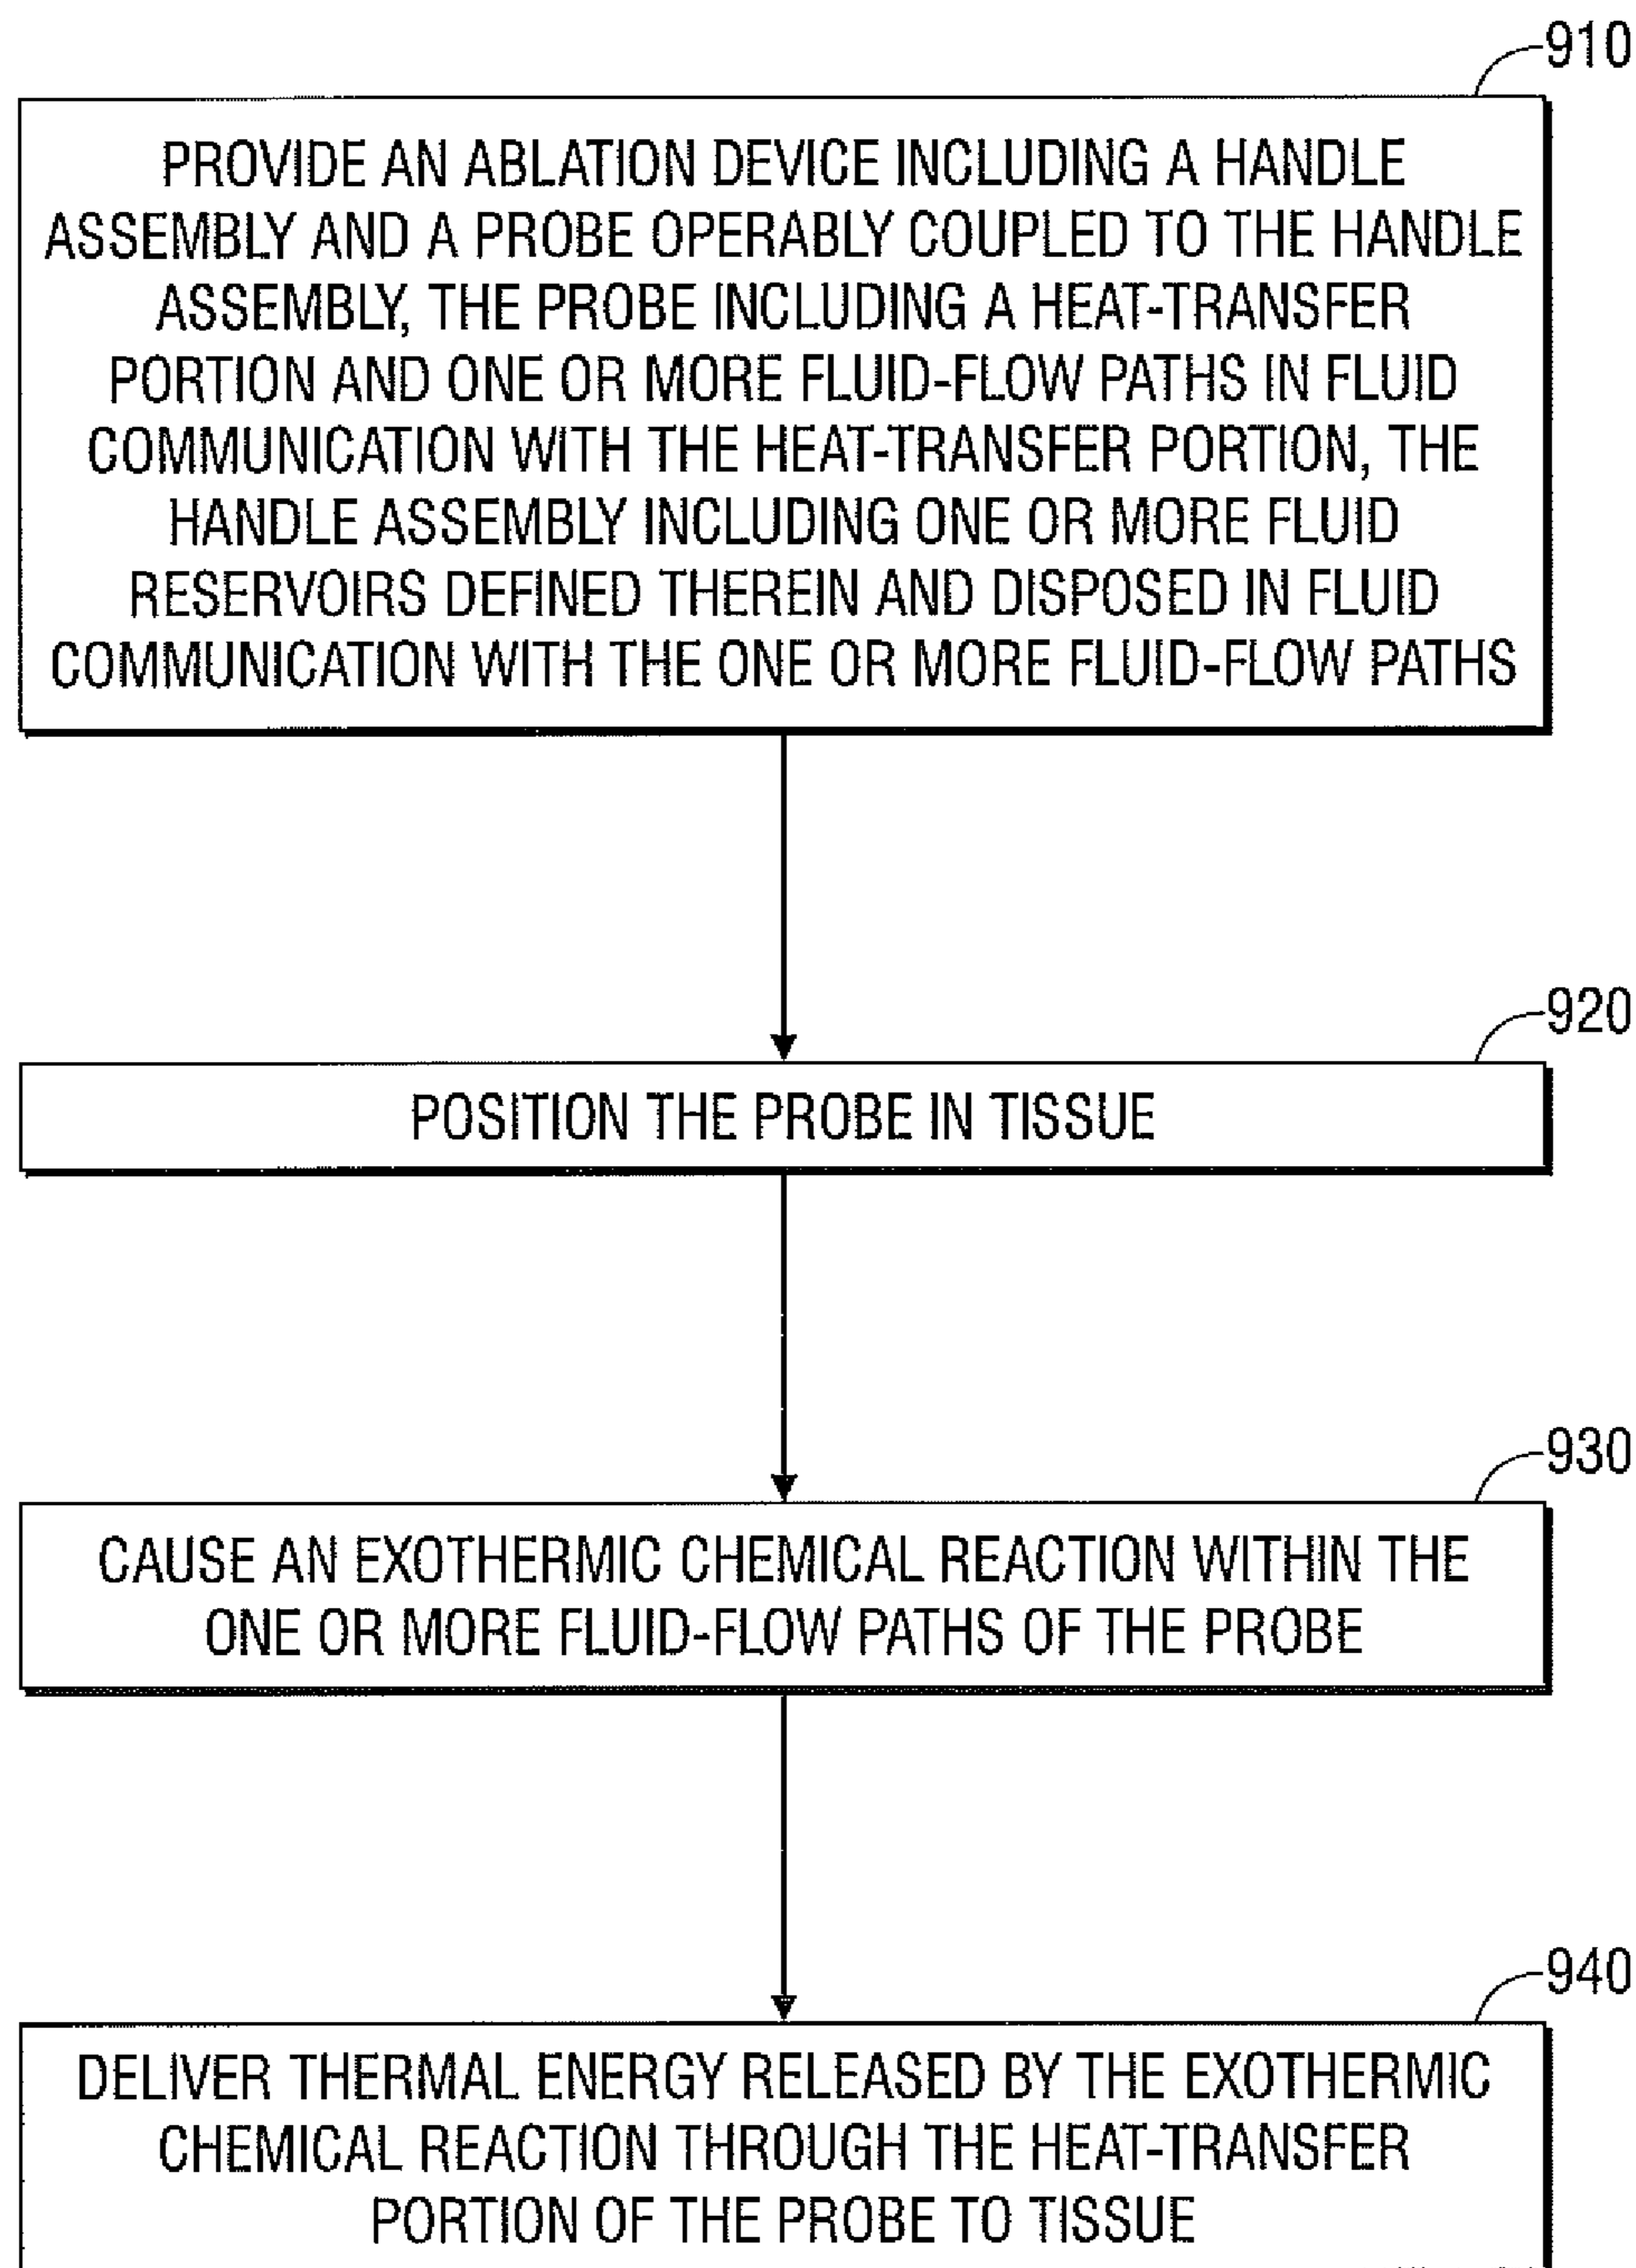 910
PROVIDE AN ABLATION DEVICE INCLUDING A HANDLE
ASSEMBLY AND A PROBE OPERABLY COUPLED TO THE HANDLE
ASSEMBLY, THE PROBE INCLUDING A HEAT-TRANSFER
PORTION AND ONE OR MORE FLUID-FLOW PATHS IN FLUID
COMMUNICATION WITH THE HEAT-TRANSFER PORTION, THE
HANDLE ASSEMBLY INCLUDING ONE OR MORE FLUID
RESERVOIRS DEFINED THEREIN AND DISPOSED IN FLUID
COMMUNICATION WITH THE ONE OR MORE FLUID-FLOW PATHS
920
POSITION THE PROBE IN TISSUE
930
CAUSE AN EXOTHERMIC CHEMICAL REACTION WITHIN THE
ONE OR MORE FLUID-FLOW PATHS OF THE PROBE
940
DELIVER THERMAL ENERGY RELEASED BY THE EXOTHERMIC
CHEMICAL REACTION THROUGH THE HEAT-TRANSFER
PORTION OF THE PROBE TO TISSUE